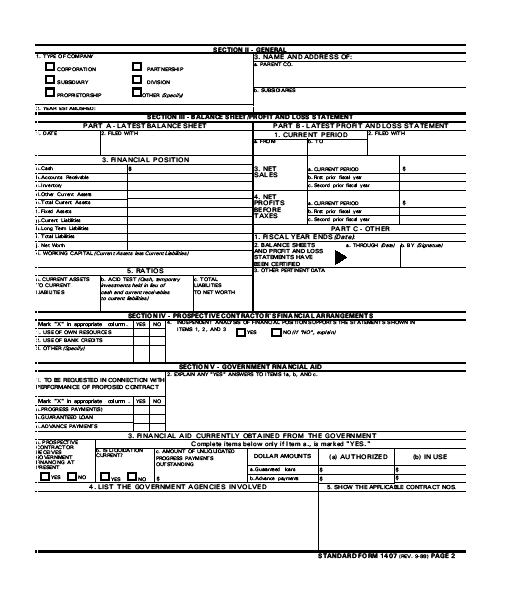 SECTION II - GENERAL
1. TYPE OF COMPANY
CORPORATION
PARTNERSHIP
SUBSIDIARY
DIVISION
PROPRIETORSHIP
OTHER (Specify)
2. YEAR ESTABLISHED:
3. NAME AND ADDRESS OF:
a. PARENT CO.
b. SUBSIDIARIES
SECTION III - BALANCE SHEET/PROFIT AND LOSS STATEMENT
PART A - LATEST BALANCE SHEET
PART B - LATEST PROFIT AND LOSS STATEMENT
1. DATE
2. FILED WITH
1. CURRENT PERIOD
a. FROM
b. TO
2. FILED WITH
3. FINANCIAL POSITION
a. Cash
$
b. Accounts Receivable
c. Inventory
d. Other Current Assets
e. Total Current Assets
f. Fixed Assets
g. Current Liabilities
h. Long Term Liabilities
i. Total Liabilities
j. Net Worth
3. NET SALES
a. CURRENT PERIOD
$
b. First prior fiscal year
c. Second prior fiscal year
4. NET PROFITS BEFORE TAXES
a. CURRENT PERIOD
$
b. First prior fiscal year
c. Second prior fiscal year
PART C - OTHER
1. FISCAL YEAR ENDS (Date):
2. BALANCE SHEETS AND PROFIT AND LOSS STATEMENTS HAVE BEEN CERTIFIED
a. THROUGH (Date)
b. BY (Signature)
4. WORKING CAPITAL (Current Assets less Current Liabilities)
5. RATIOS
3. OTHER PERTINENT DATA
a. CURRENT ASSETS TO CURRENT LIABILITIES
b. ACID TEST (Cash, temporary investments held in lieu of cash and current receivables to current liabilities)
c. TOTAL LIABILITIES TO NET WORTH
SECTION IV - PROSPECTIVE CONTRACTOR'S FINANCIAL ARRANGEMENTS
Mark "X" in appropriate column.
YES
NO
1. USE OF OWN RESOURCES
2. USE OF BANK CREDITS
3. OTHER (Specify)
4. INDEPENDENT ANALYSIS OF FINANCIAL POSITION SUPPORTS THE STATEMENTS SHOWN IN
ITEMS 1, 2, AND 3
YES
NO (If "NO", explain)
SECTION V - GOVERNMENT FINANCIAL AID
1. TO BE REQUESTED IN CONNECTION WITH PERFORMANCE OF PROPOSED CONTRACT
2. EXPLAIN ANY "YES" ANSWERS TO ITEMS 1a, b, AND c.
Mark "X" in appropriate column.
YES
NO
a. PROGRESS PAYMENT(S)
b. GUARANTEED LOAN
c. ADVANCE PAYMENTS
3. FINANCIAL AID CURRENTLY OBTAINED FROM THE GOVERNMENT
a. PROSPECTIVE CONTRACTOR RECEIVES GOVERNMENT FINANCING AT PRESENT
YES
NO
Complete items below only if Item a., is marked "YES."
b. IS LIQUIDATION CURRENT?
YES
NO
c. AMOUNT OF UNLIQUIDATED PROGRESS PAYMENTS OUTSTANDING
$
DOLLAR AMOUNTS
(a) AUTHORIZED
(b) IN USE
a. Guaranteed loans
$
$
b. Advance payments
$
$
4. LIST THE GOVERNMENT AGENCIES INVOLVED
5. SHOW THE APPLICABLE CONTRACT NOS.
STANDARD FORM 1407 (REV. 9-88) PAGE 2